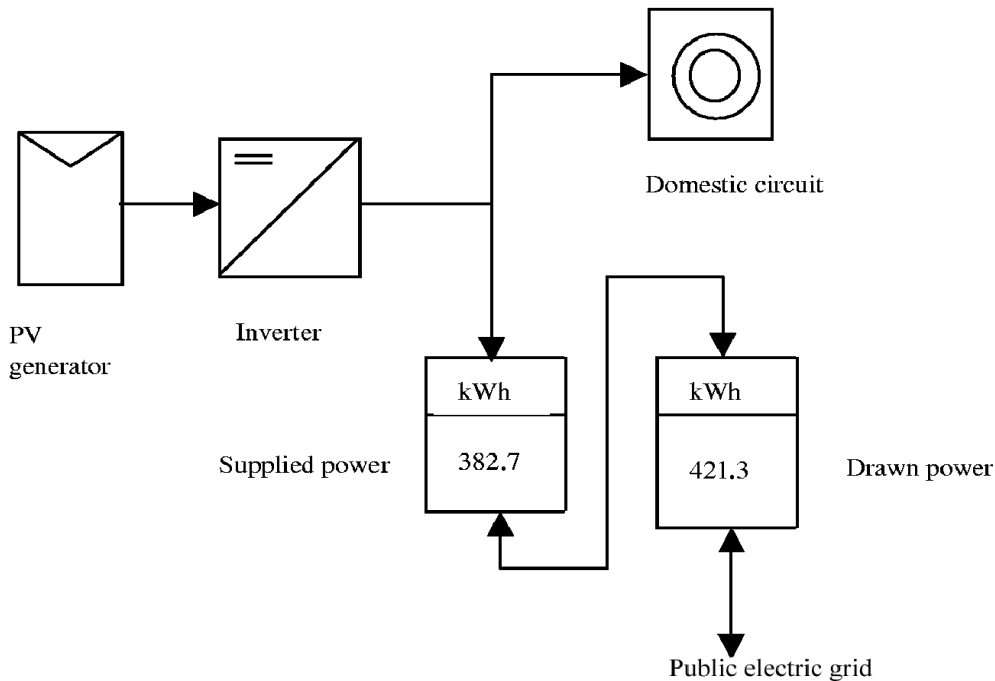 Domestic circuit
PV
generator
Inverter
kWh
kWh
Supplied power
382.7
421.3
Drawn power
Public electric grid